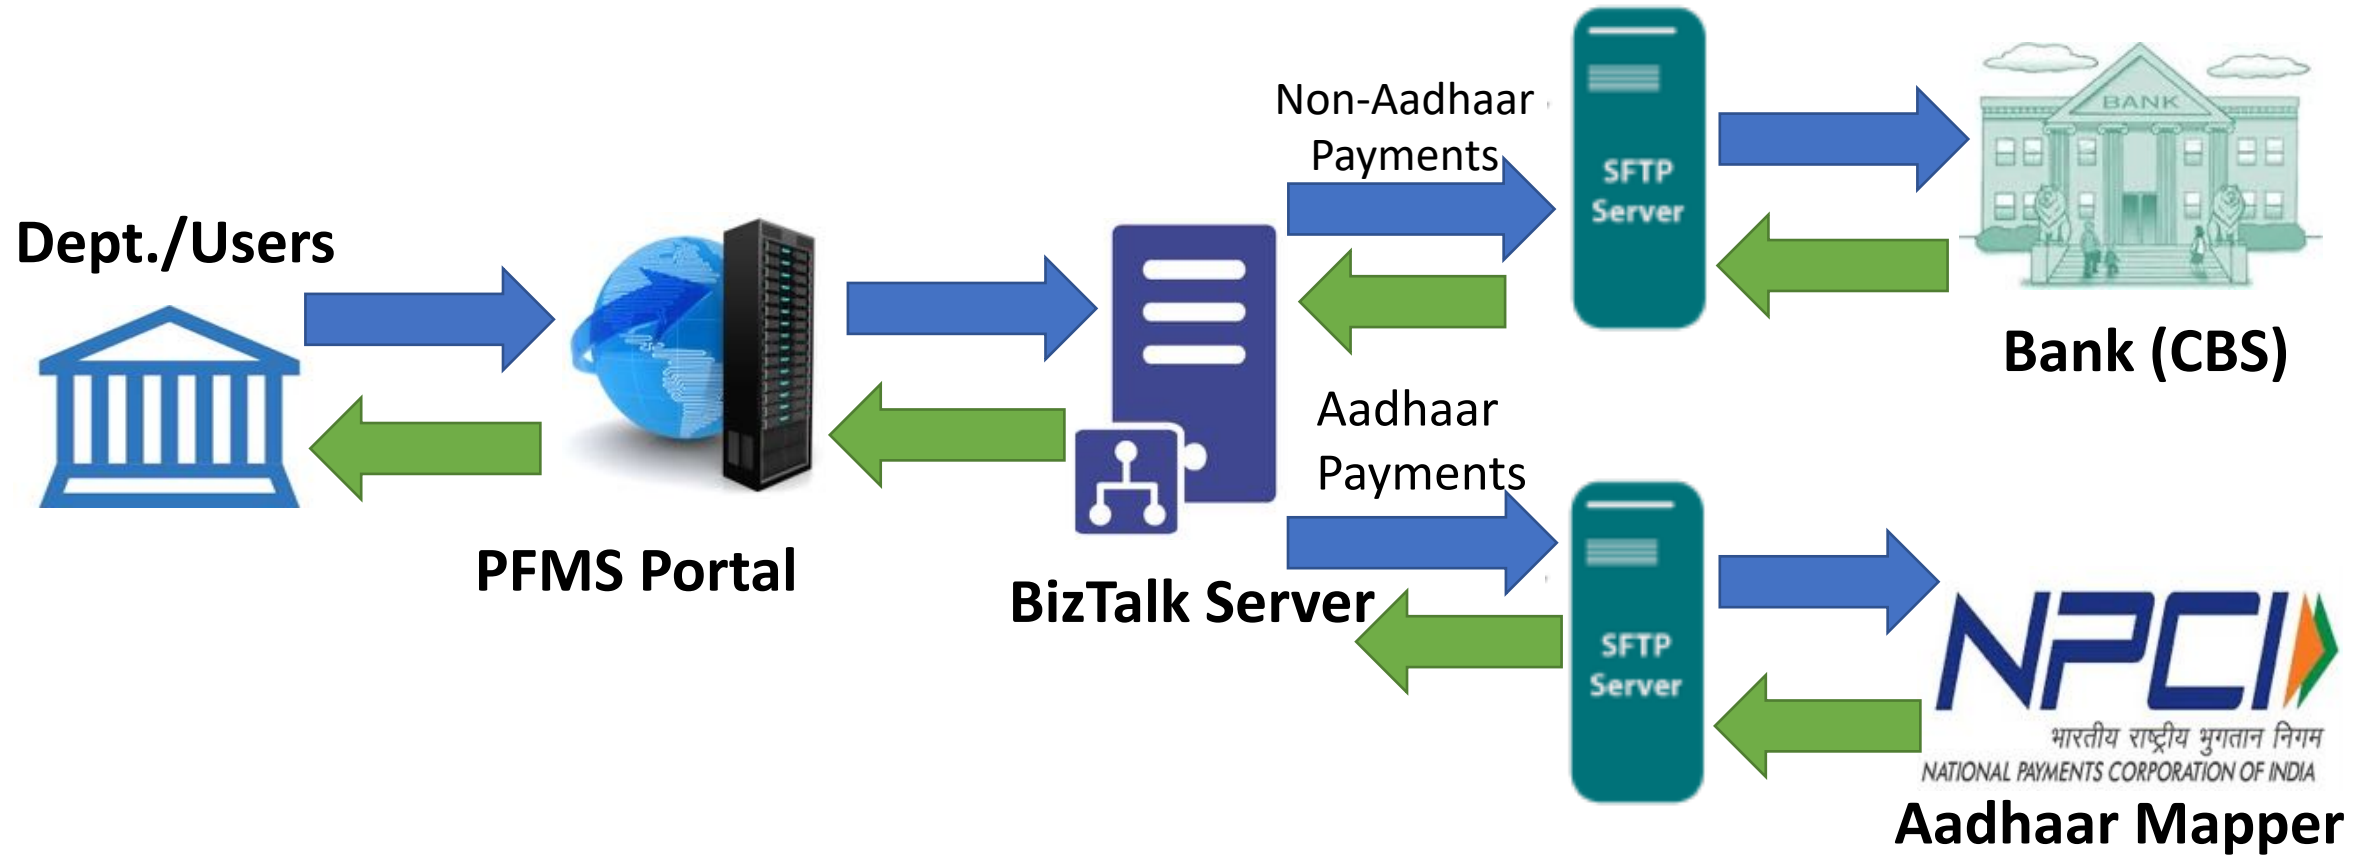 Dept./Users
PFMS Portal
BizTalk Server
Non-Aadhaar
Payments
SFTP
Server
BANK
Bank (CBS)
Aadhaar
Payments
SFTP
Server
NPCI
भारतीय राष्ट्रीय भुगतान निगम
NATIONAL PAYMENTS CORPORATION OF INDIA
Aadhaar Mapper